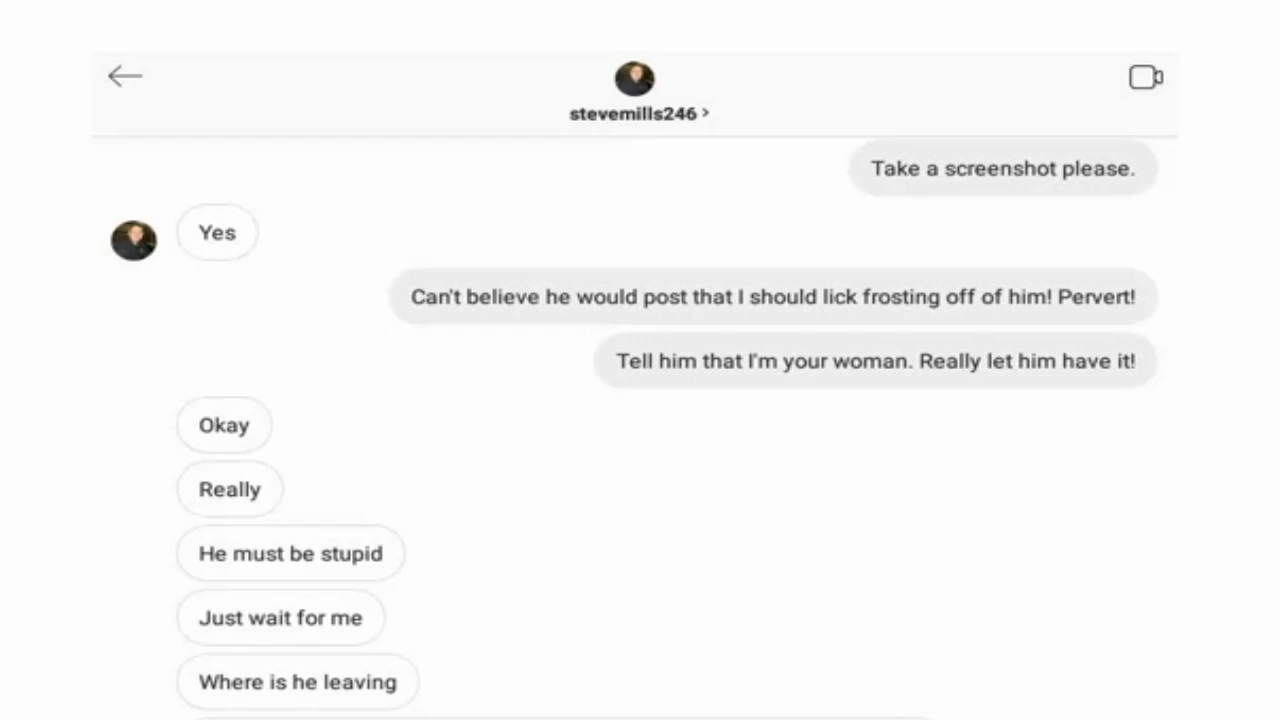 stevemills246 >
Take a screenshot please.
Yes
Can't believe he would post that I should lick frosting off of him! Pervert!
Tell him that I'm your woman. Really let him have it!
Okay
Really
He must be stupid
Just wait for me
Where is he leaving